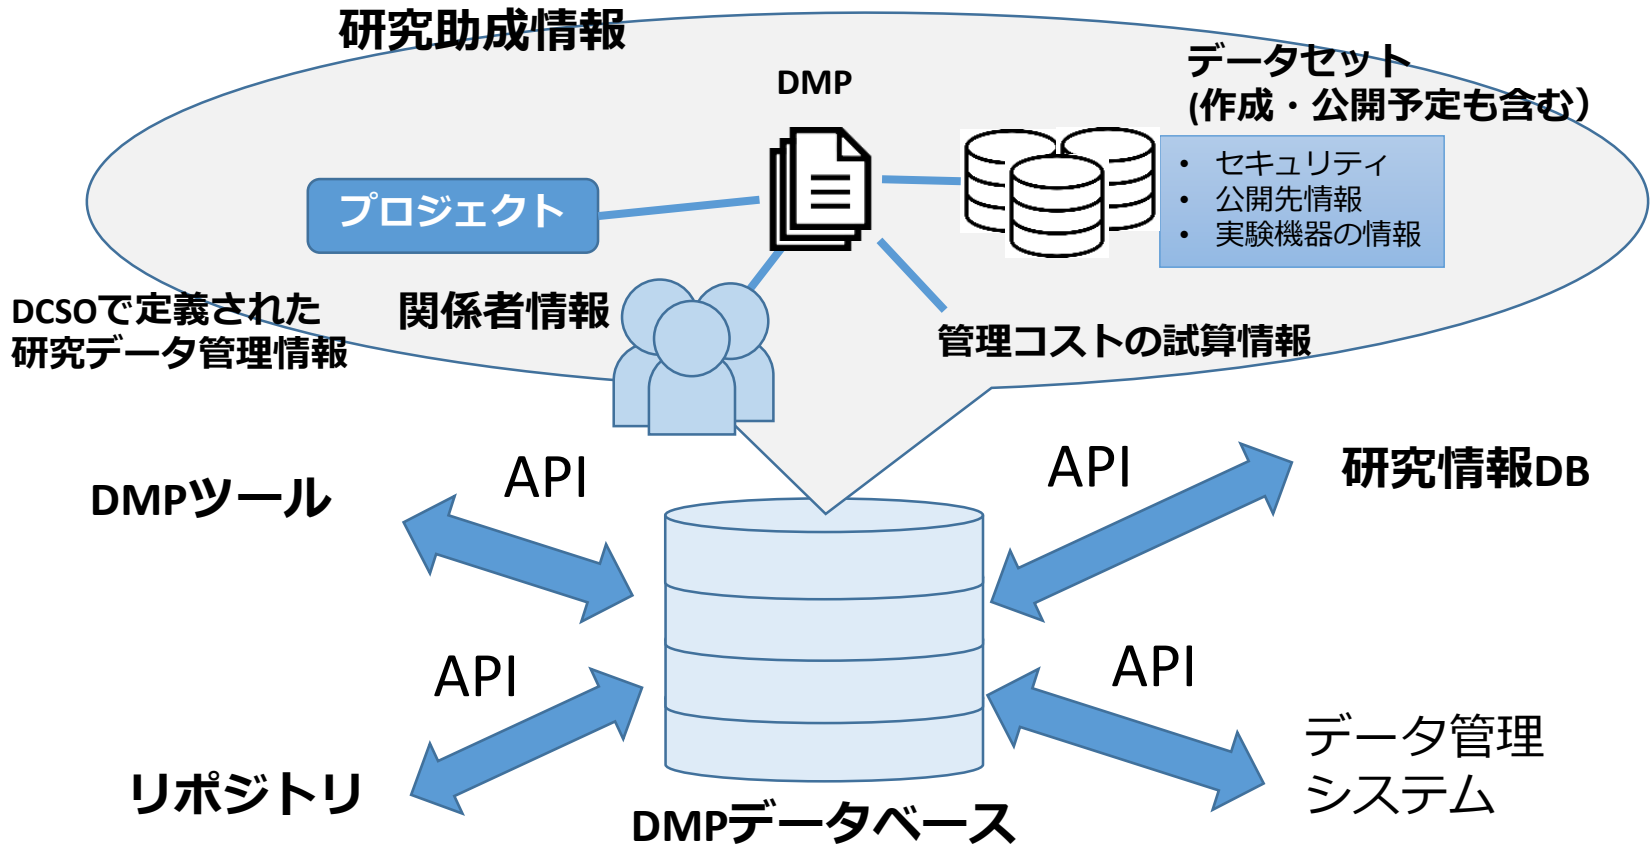 研究助成情報
DMP
データセット
(作成・公開予定も含む）
・ セキュリティ
・ 公開先情報
・ 実験機器の情報
プロジェクト
DCSOで定義された
研究データ管理情報
関係者情報
管理コストの試算情報
DMPツール
API
API
研究情報DB
リポジトリ
API
API
データ管理
システム
DMPデータベース